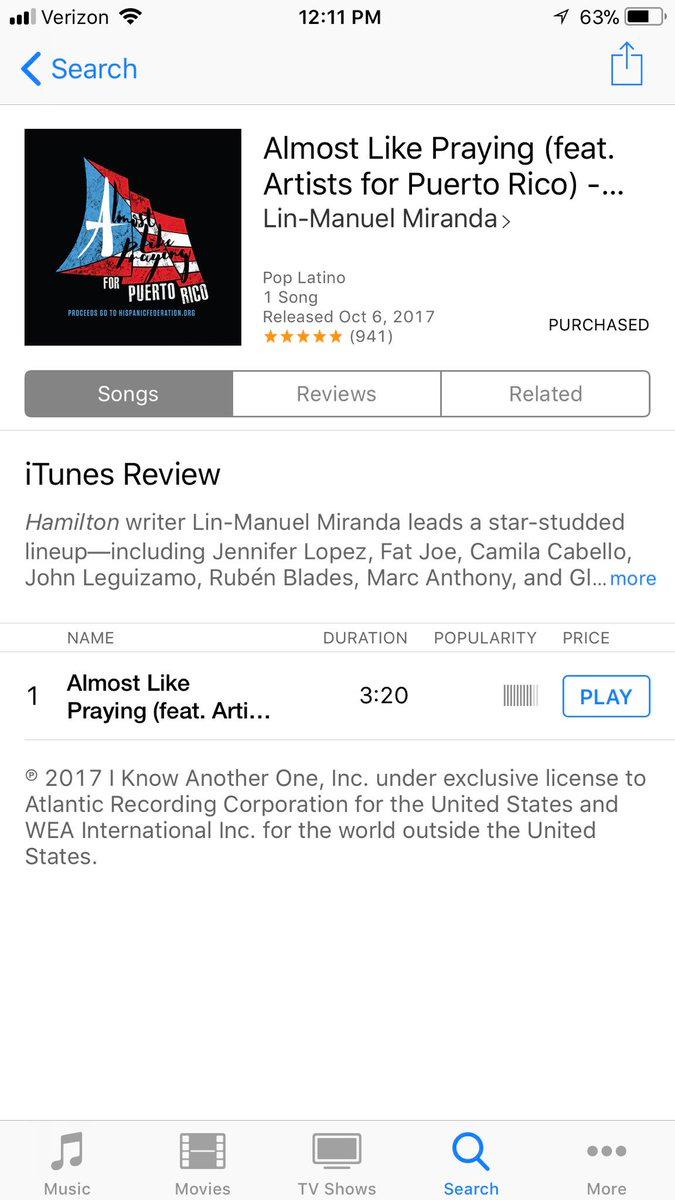 Verizon 12:11 PM 63%
Search
Almost Like Praying (feat.
Artists for Puerto Rico) -...
Lin-Manuel Miranda
Almost
like
Praying
FOR
PUERTO RICO
PROCEEDS GO TO HISPANICFEDERATION.ORG
Pop Latino
1 Song
Released Oct 6, 2017
(941)
PURCHASED
Songs Reviews Related
iTunes Review
Hamilton writer Lin-Manuel Miranda leads a star-studded
lineup—including Jennifer Lopez, Fat Joe, Camila Cabello,
John Leguizamo, Rubén Blades, Marc Anthony, and Gl... more
NAME DURATION POPULARITY PRICE
1 Almost Like
Praying (feat. Arti... 3:20 PLAY
℗ 2017 I Know Another One, Inc. under exclusive license to
Atlantic Recording Corporation for the United States and
WEA International Inc. for the world outside the United
States.
Music Movies TV Shows Search More